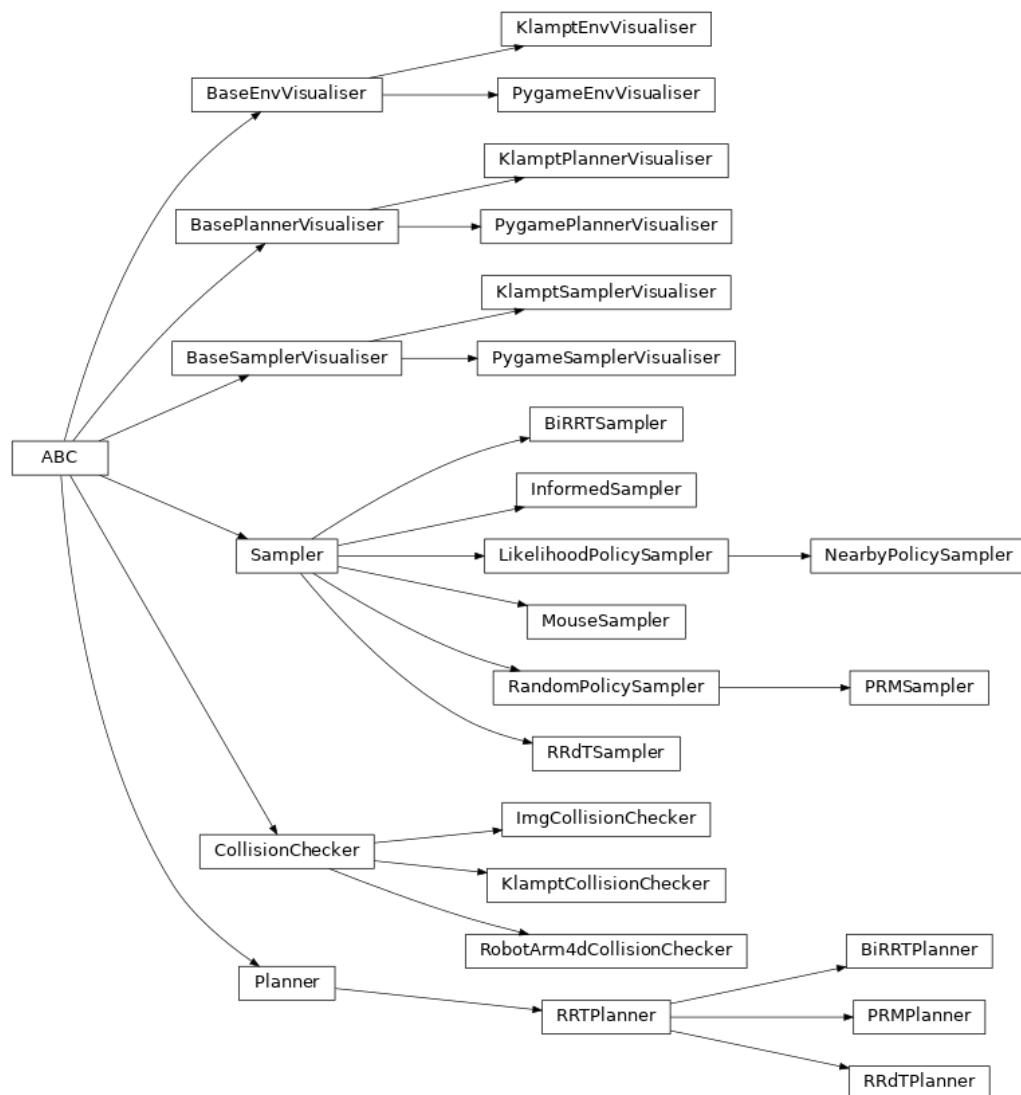 KlamptEnvVisualiser
BaseEnvVisualiser
PygameEnvVisualiser
KlamptPlannerVisualiser
BasePlannerVisualiser
PygamePlannerVisualiser
KlamptSamplerVisualiser
BaseSamplerVisualiser
PygameSamplerVisualiser
BiRRTSampler
ABC
InformedSampler
Sampler
LikelihoodPolicySampler
NearbyPolicySampler
MouseSampler
RandomPolicySampler
PRMSampler
RRdTSampler
ImgCollisionChecker
CollisionChecker
KlamptCollisionChecker
RobotArm4dCollisionChecker
BiRRTPlanner
Planner
RRTPlanner
PRMPlanner
RRdTPlanner